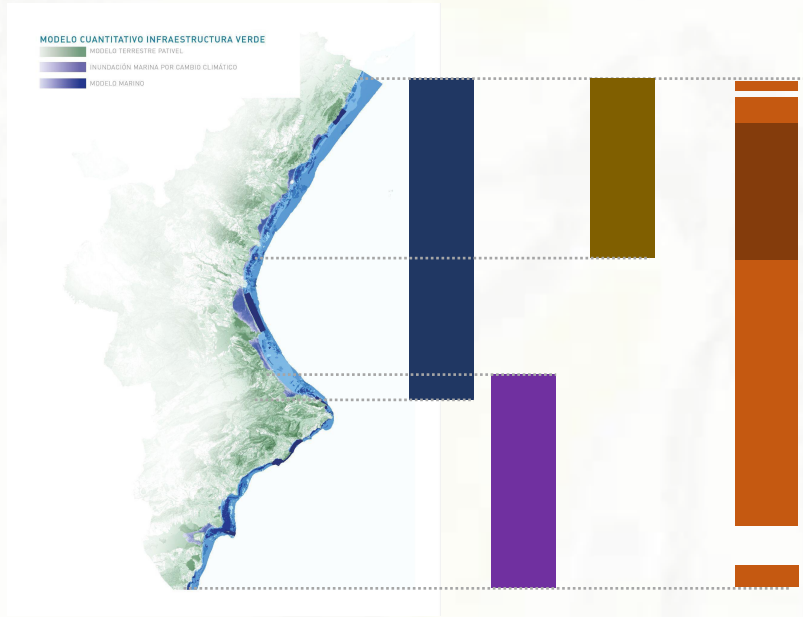 MODELO CUANTITATIVO INFRAESTRUCTURA VERDE
MODELO TERRESTRE PATIVEL
INUNDACIÓN MARINA POR CAMBIO CLIMÁTICO
MODELO MARINO